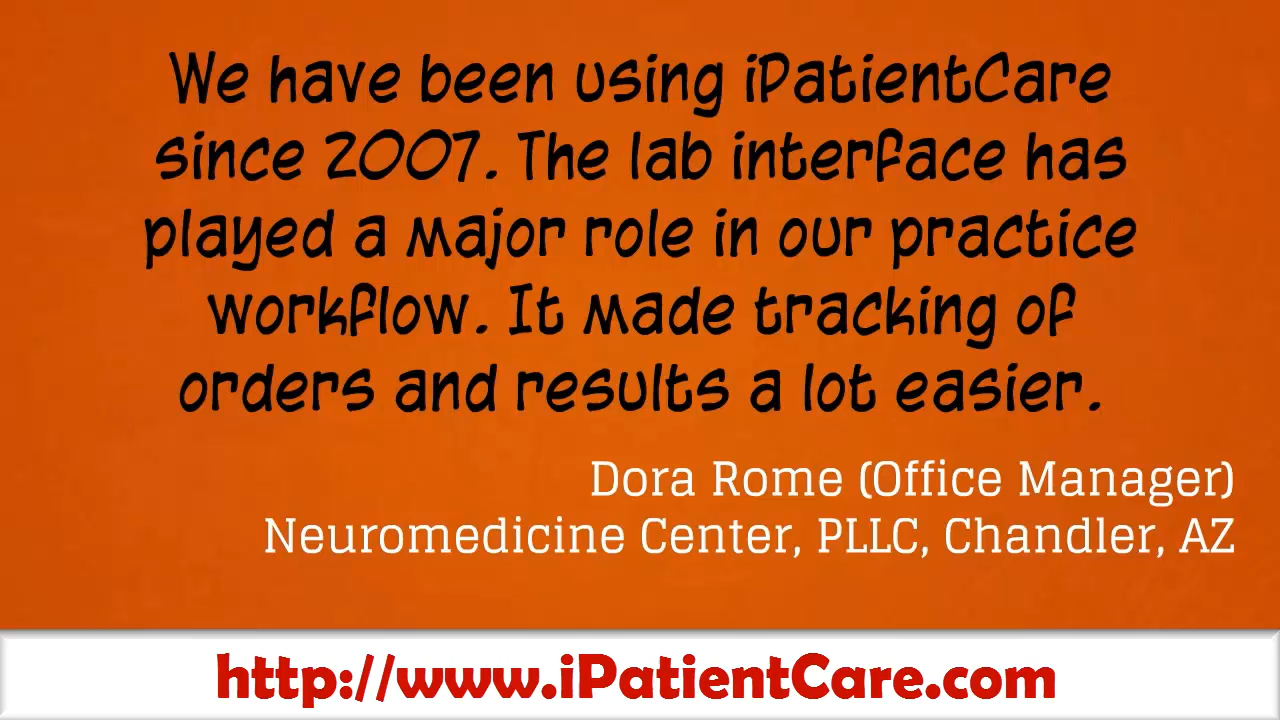 We have been using iPatientCare
since 2007. The lab interface has
played a major role in our practice
workflow. It made tracking of
orders and results a lot easier.
Dora Rome (Office Manager)
Neuromedicine Center, PLLC, Chandler, AZ
http://www.iPatientCare.com